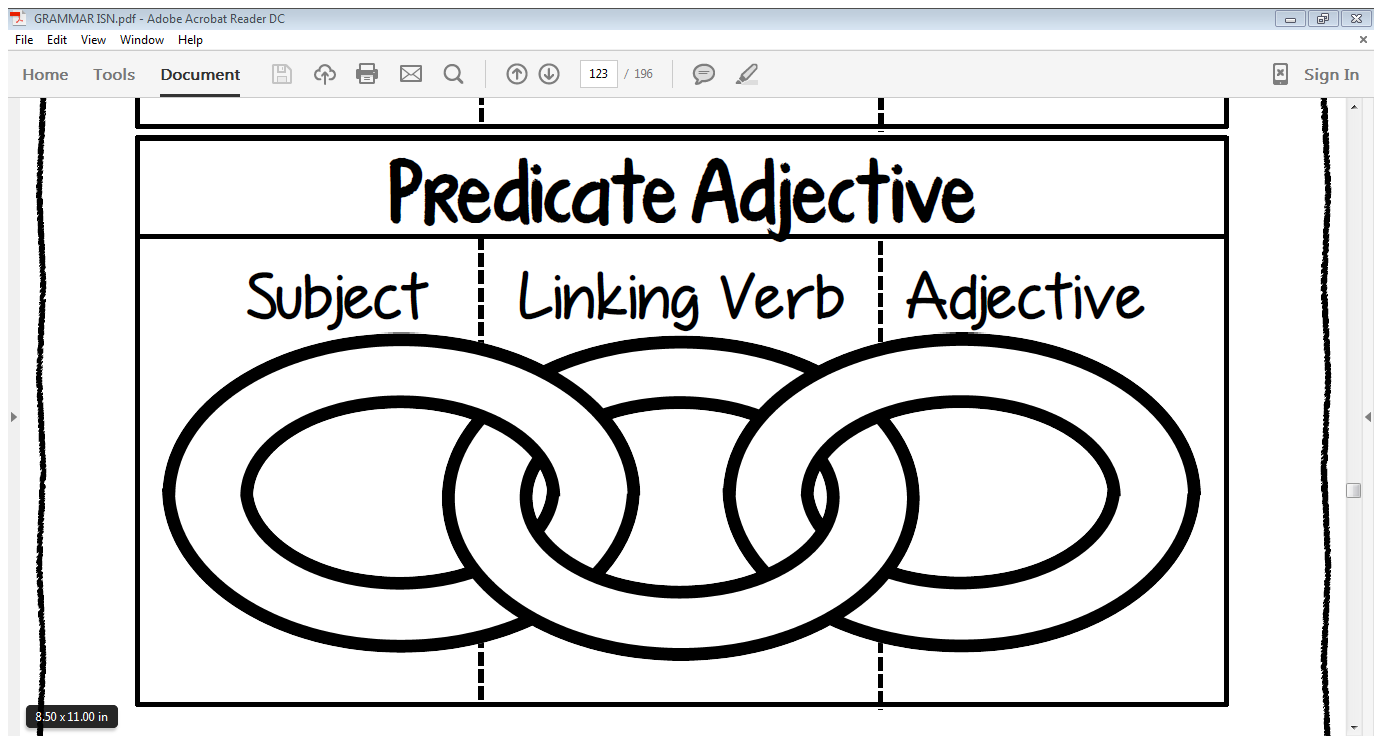 GRAMMAR ISN.pdf - Adobe Acrobat Reader DC
File Edit View Window Help
Home Tools Document 123 / 196 Sign In
Predicate Adjective
Subject Linking Verb Adjective
8.50 x 11.00 in